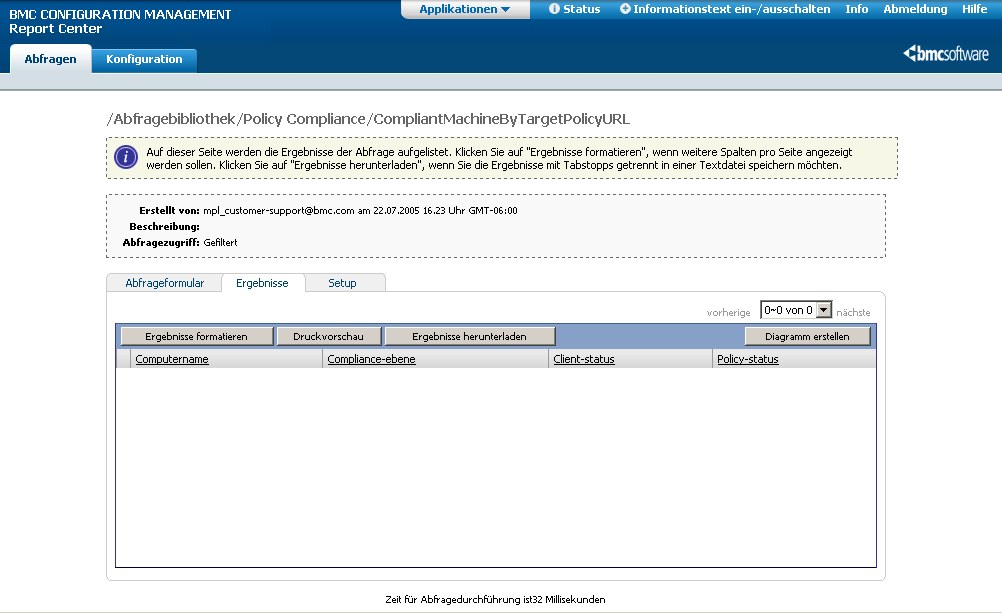 BMC CONFIGURATION MANAGEMENT
Report Center
Applikationen Status Informationstext ein-/ausschalten Info Abmeldung Hilfe
Abfragen Konfiguration
bmcsoftware
/Abfragebibliothek/Policy Compliance/CompliantMachineByTargetPolicyURL
i
Auf dieser Seite werden die Ergebnisse der Abfrage aufgelistet. Klicken Sie auf "Ergebnisse formatieren", wenn weitere Spalten pro Seite angezeigt
werden sollen. Klicken Sie auf "Ergebnisse herunterladen", wenn Sie die Ergebnisse mit Tabstopps getrennt in einer Textdatei speichern möchten.
Erstellt von: mpl_customer-support@bmc.com am 22.07.2005 16.23 Uhr GMT-06:00
Beschreibung:
Abfragezugriff: Gefiltert
Abfrageformular Ergebnisse Setup
vorherige 0~0 von 0 nächste
Ergebnisse formatieren Druckvorschau Ergebnisse herunterladen Diagramm erstellen
Computername Compliance-ebene Client-status Policy-status
Zeit für Abfragedurchführung ist32 Millisekunden